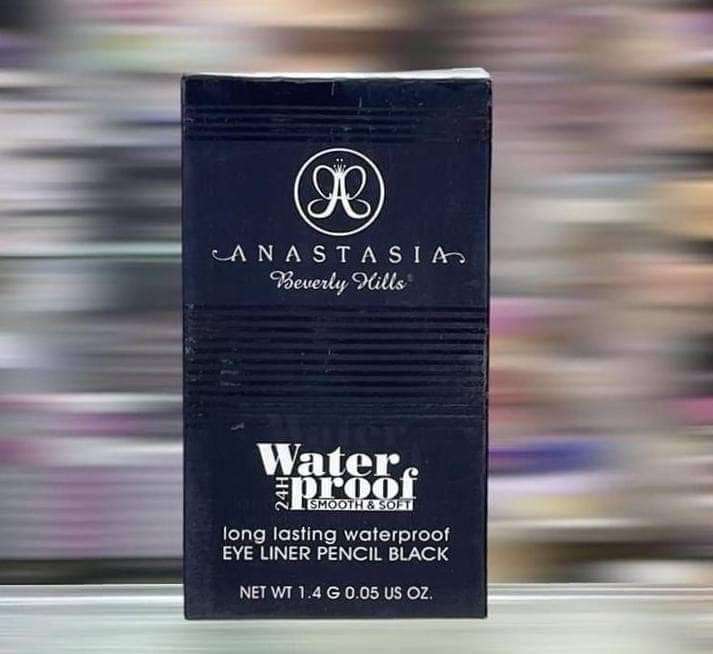 ANASTASIA
Beverly Hills
Water
24H proof
SMOOTH & SOFT
long lasting waterproof
EYE LINER PENCIL BLACK
NET WT 1.4 G 0.05 US OZ.